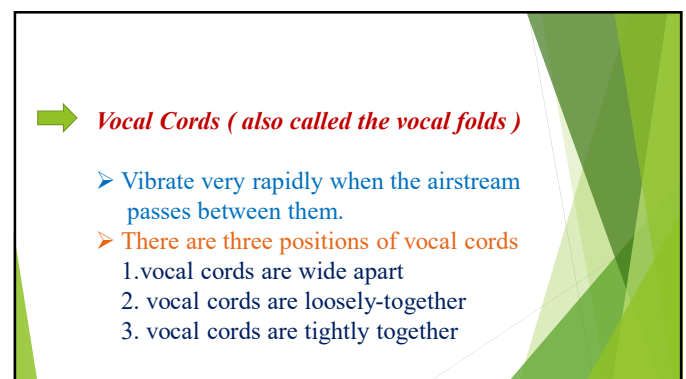 Vocal Cords ( also called the vocal folds )
➢ Vibrate very rapidly when the airstream
passes between them.
➢ There are three positions of vocal cords
1.vocal cords are wide apart
2. vocal cords are loosely-together
3. vocal cords are tightly together